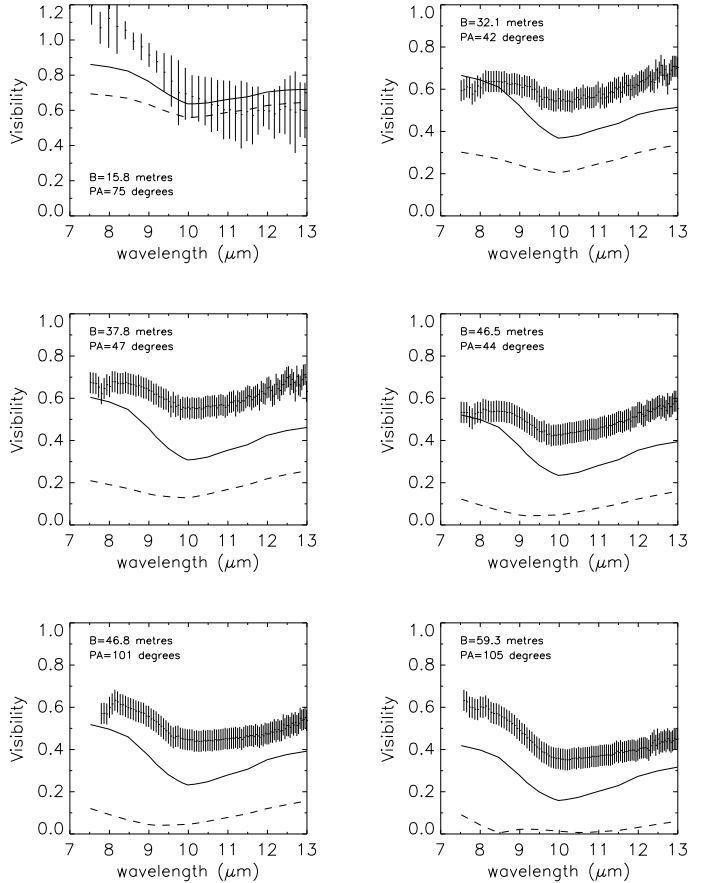 1.2
1.0
0.8
0.6
0.4
0.2
0.0
Visibility
B=15.8 metres
PA=75 degrees
7 8 9 10 11 12 13
wavelength (μm)
1.0
0.8
0.6
0.4
0.2
0.0
Visibility
B=32.1 metres
PA=42 degrees
7 8 9 10 11 12 13
wavelength (μm)
1.0
0.8
0.6
0.4
0.2
0.0
Visibility
B=37.8 metres
PA=47 degrees
7 8 9 10 11 12 13
wavelength (μm)
1.0
0.8
0.6
0.4
0.2
0.0
Visibility
B=46.5 metres
PA=44 degrees
7 8 9 10 11 12 13
wavelength (μm)
1.0
0.8
0.6
0.4
0.2
0.0
Visibility
B=46.8 metres
PA=101 degrees
7 8 9 10 11 12 13
wavelength (μm)
1.0
0.8
0.6
0.4
0.2
0.0
Visibility
B=59.3 metres
PA=105 degrees
7 8 9 10 11 12 13
wavelength (μm)